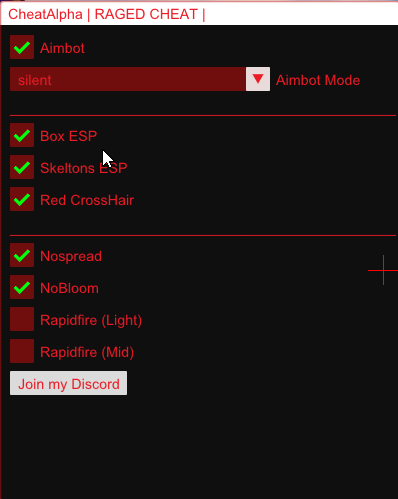 CheatAlpha | RAGED CHEAT |
Aimbot
silent Aimbot Mode
Box ESP
Skeltons ESP
Red CrossHair
Nospread
NoBloom
Rapidfire (Light)
Rapidfire (Mid)
Join my Discord